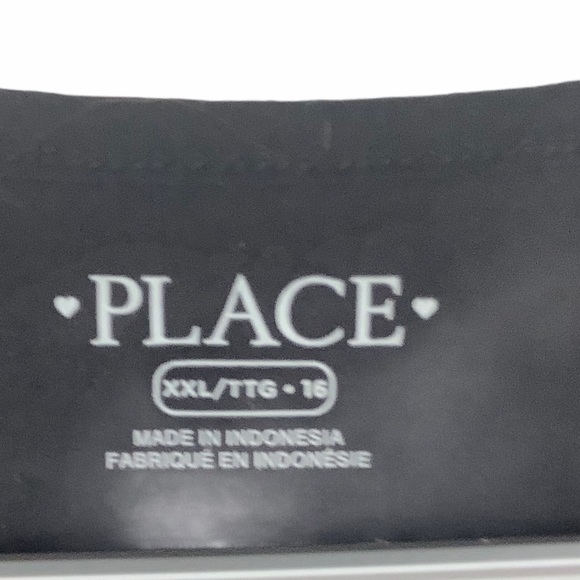 PLACE
XXL/TTG • 16
MADE IN INDONESIA
FABRIQUÉ EN INDONÉSIE